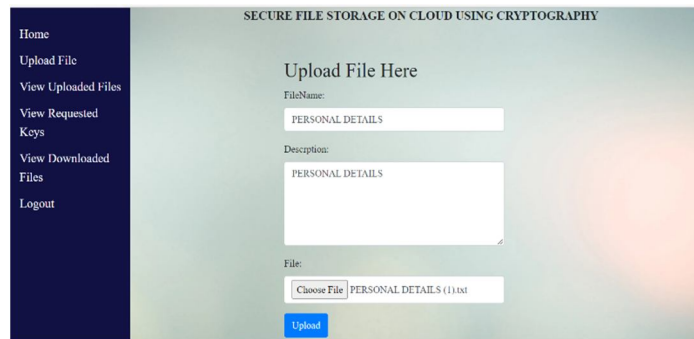 SECURE FILE STORAGE ON CLOUD USING CRYPTOGRAPHY
Home
Upload File
View Uploaded Files
View Requested
Keys
View Downloaded
Files
Logout
Upload File Here
FileName:
PERSONAL DETAILS
Descrption:
PERSONAL DETAILS
File:
Choose File PERSONAL DETAILS (1).txt
Upload